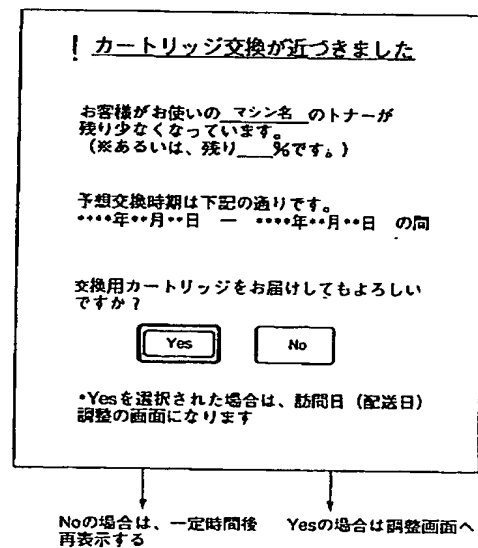 ! カートリッジ交換が近づきました
お客様がお使いの マシン名 のトナーが
残り少なくなっています。
(※あるいは、残り___%です。)
予想交換時期は下記の通りです。
****年**月**日 — ****年**月**日 の間
交換用カートリッジをお届けしてもよろしい
ですか?
Yes No
*Yesを選択された場合は、訪問日(配送日)
調整の画面になります
Noの場合は、一定時間後 Yesの場合は調整画面へ
再表示する